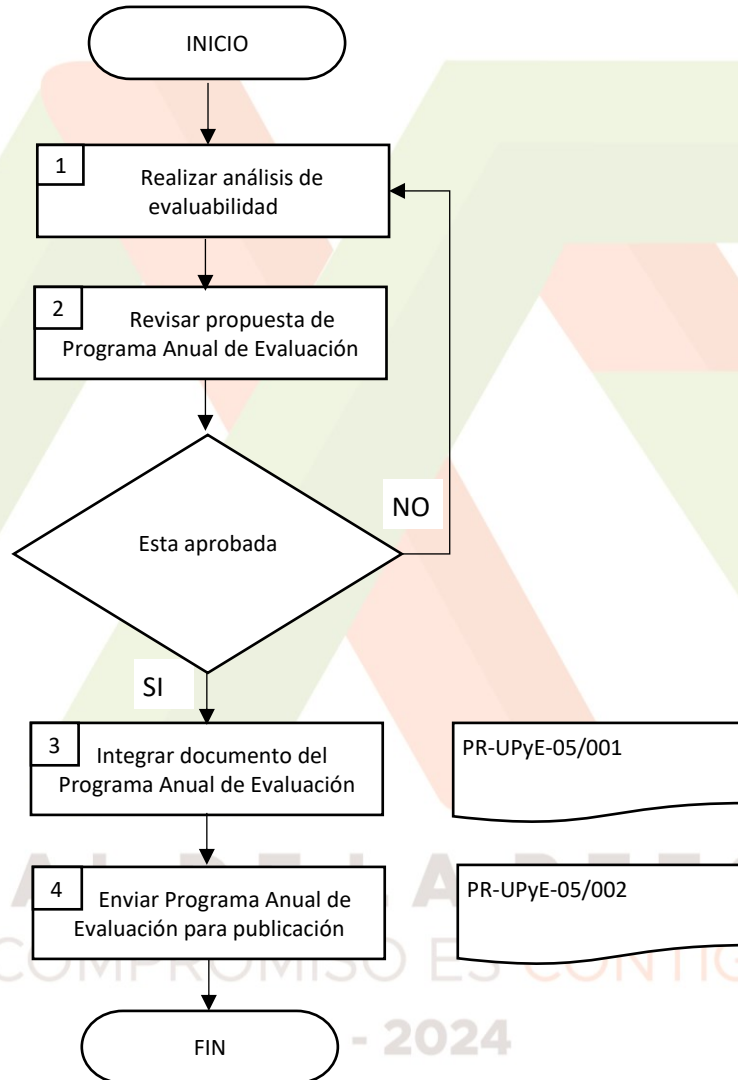 INICIO
1
Realizar análisis de
evaluabilidad
2
Revisar propuesta de
Programa Anual de Evaluación
NO
Esta aprobada
SI
3
Integrar documento del
Programa Anual de Evaluación
PR-UPyE-05/001
4
Enviar Programa Anual de
Evaluación para publicación
PR-UPyE-05/002
COMPROMISO ES CONTIG
FIN
- 2024